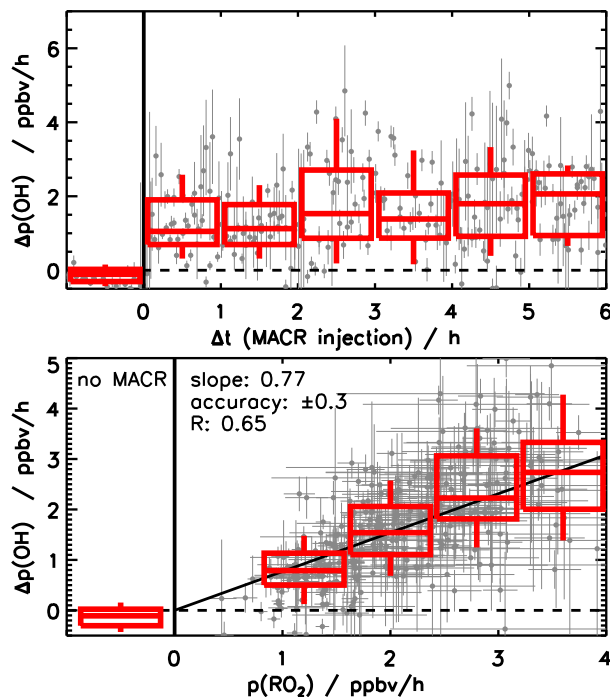 6
4
2
0
Δp(OH) / ppbv/h
0 1 2 3 4 5 6
Δt (MACR injection) / h
no MACR
slope: 0.77
accuracy: ±0.3
R: 0.65
5
4
3
2
1
0
Δp(OH) / ppbv/h
0 1 2 3 4
p(RO₂) / ppbv/h